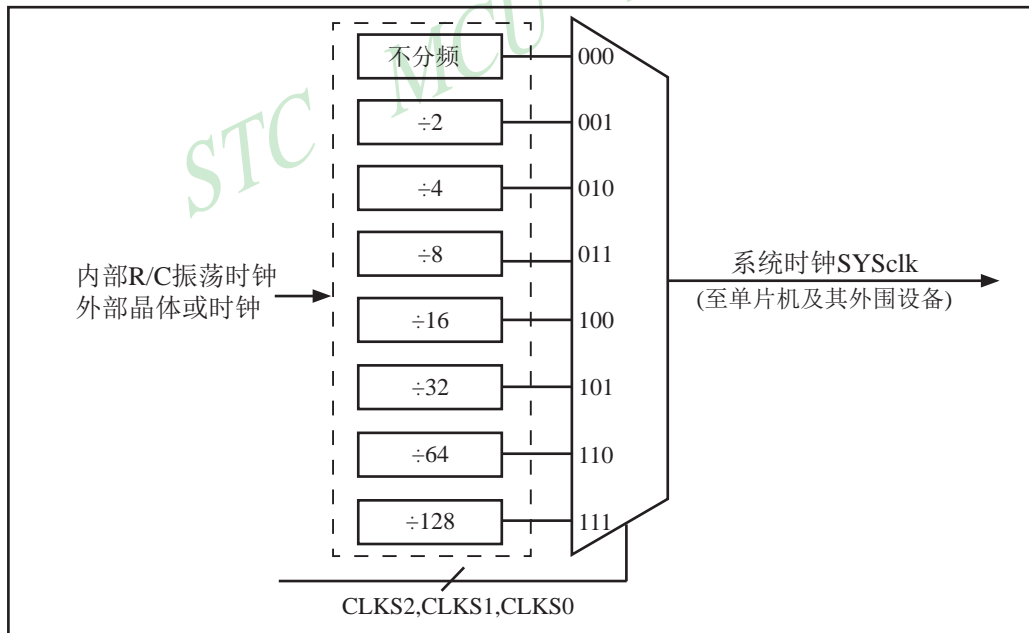 STC MCU
不分频
000
÷2
001
÷4
010
÷8
011
内部R/C振荡时钟
外部晶体或时钟
系统时钟SYSclk
(至单片机及其外围设备)
÷16
100
÷32
101
÷64
110
÷128
111
CLKS2,CLKS1,CLKS0